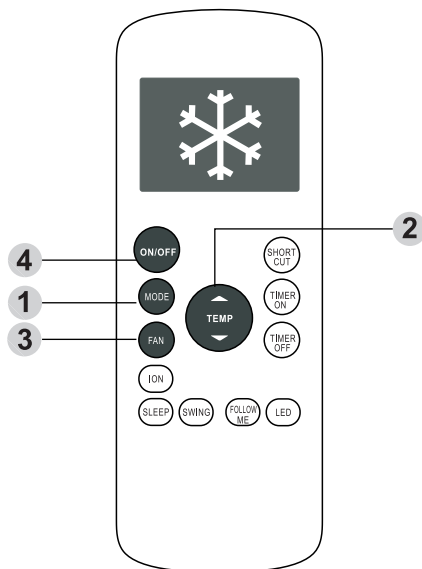 2
ON/OFF
4
SHORT
CUT
MODE
1
TIMER
ON
TEMP
FAN
3
TIMER
OFF
ION
SLEEP
SWING
FOLLOW
ME
LED